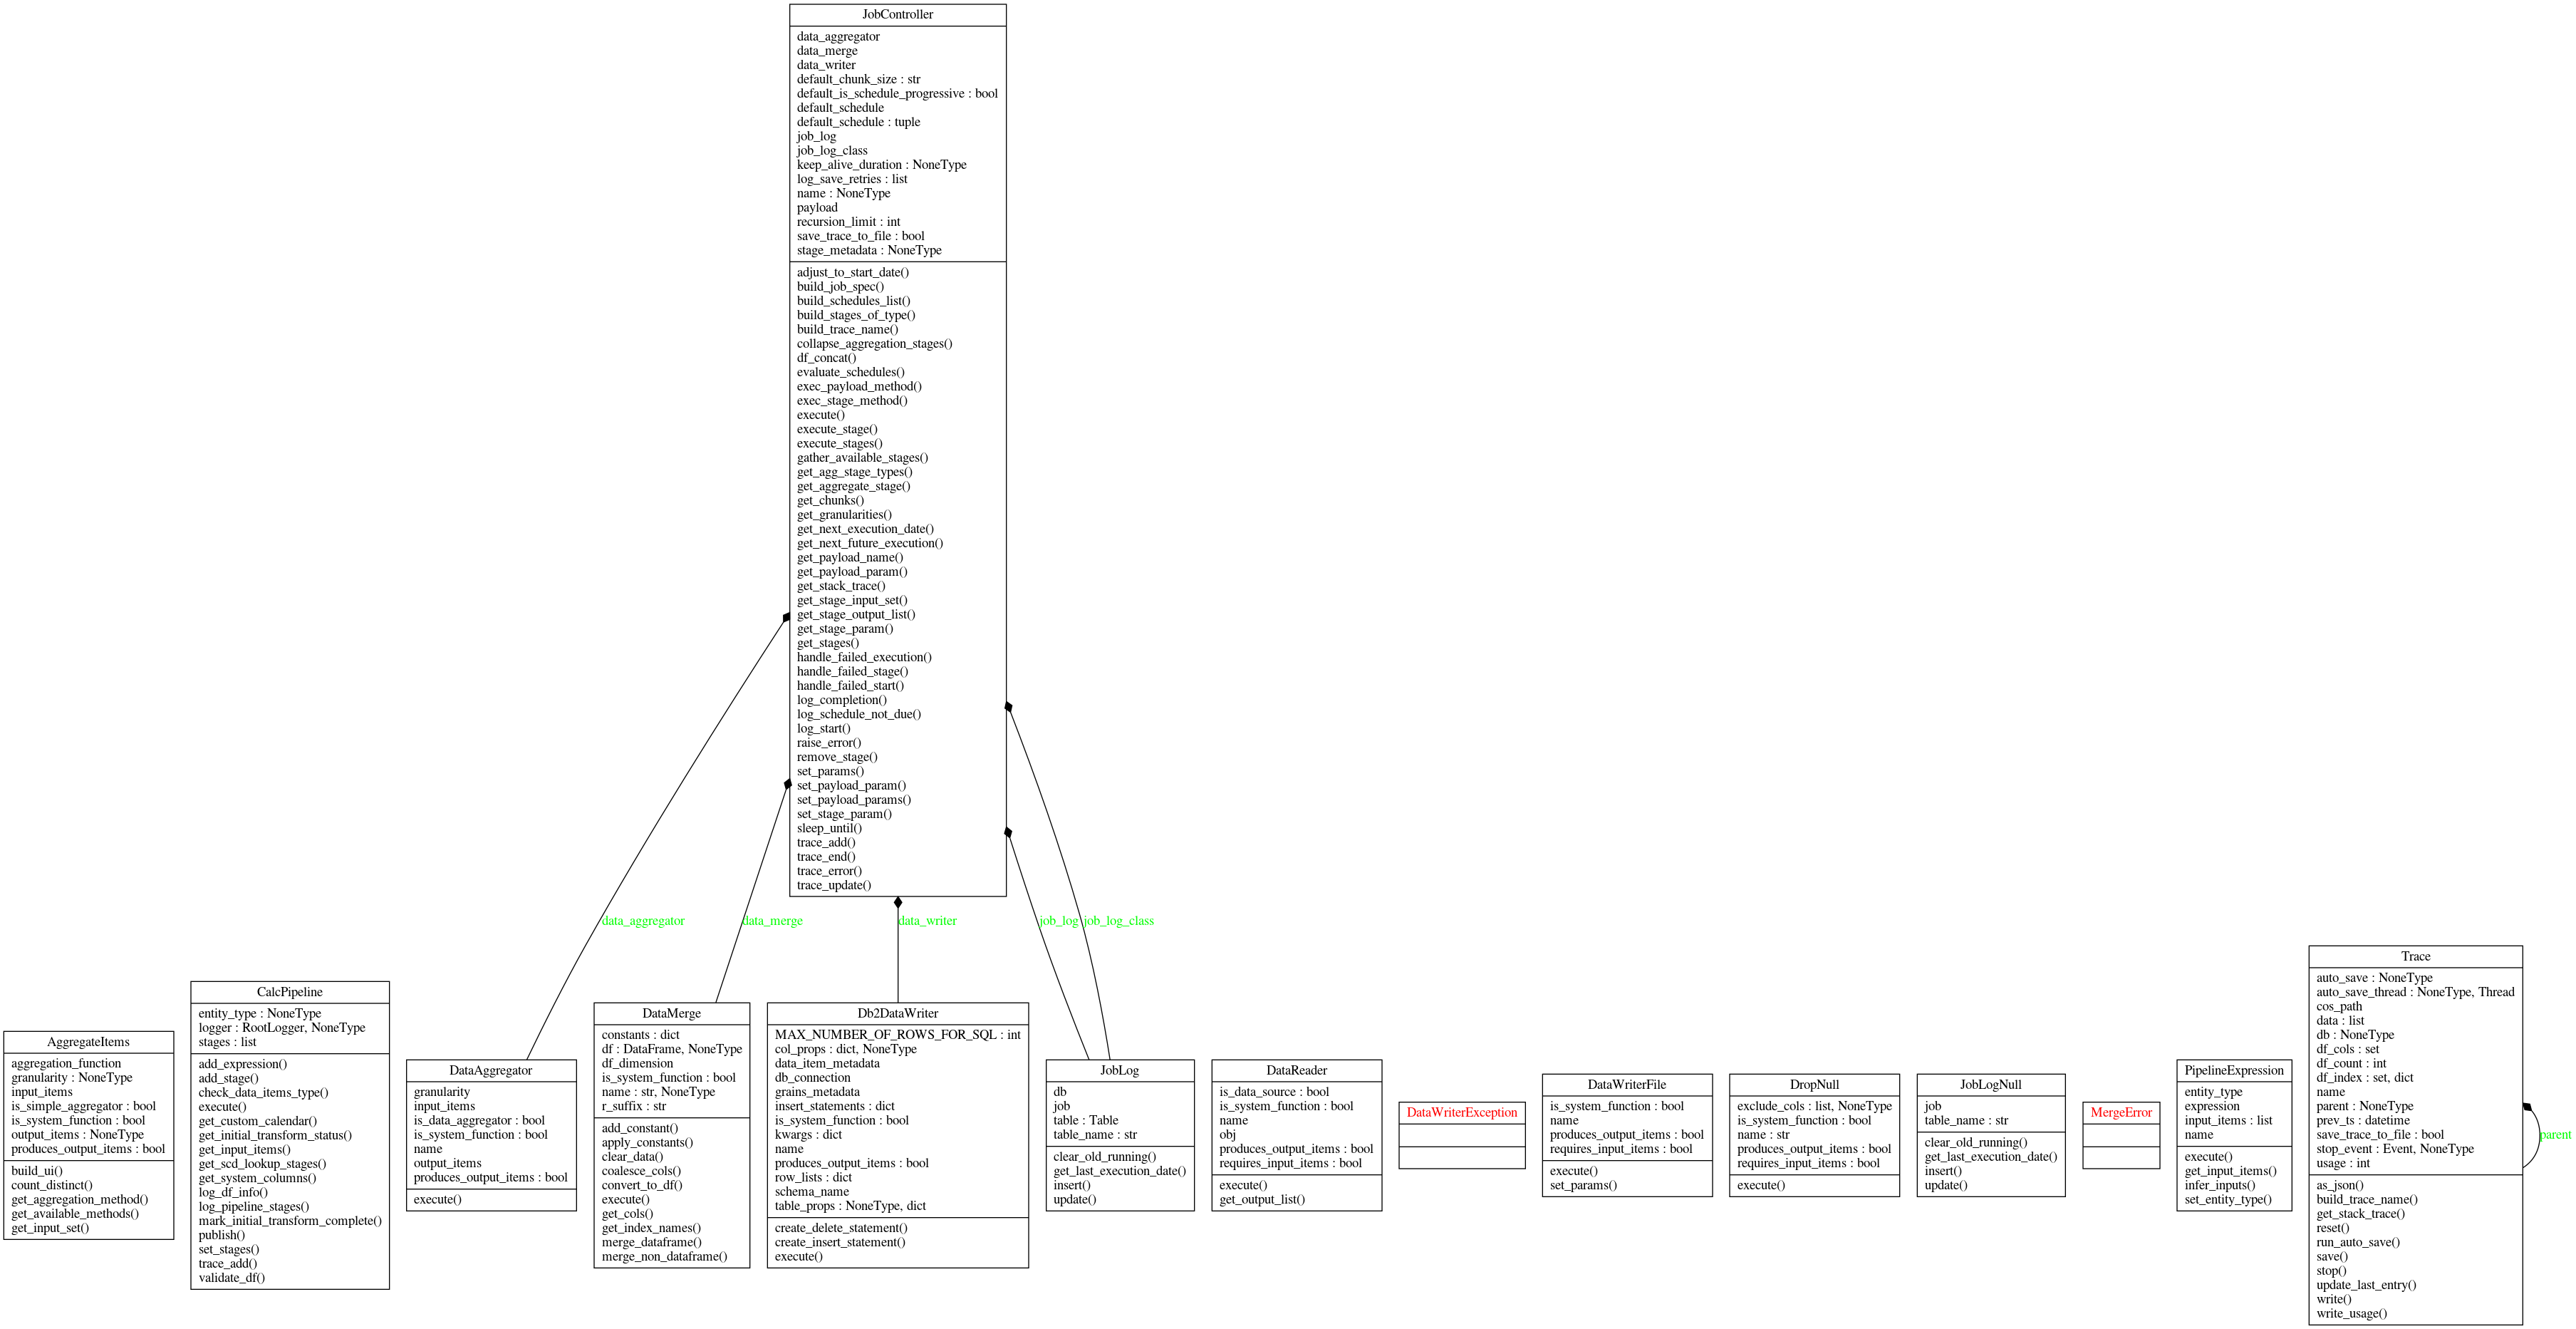 JobController
data_aggregator
data_merge
data_writer
default_chunk_size : str
default_is_schedule_progressive : bool
default_schedule
default_schedule : tuple
job_log
job_log_class
keep_alive_duration : NoneType
log_save_retries : list
name : NoneType
payload
recursion_limit : int
save_trace_to_file : bool
stage_metadata : NoneType
adjust_to_start_date()
build_job_spec()
build_schedules_list()
build_stages_of_type()
build_trace_name()
collapse_aggregation_stages()
df_concat()
evaluate_schedules()
exec_payload_method()
exec_stage_method()
execute()
execute_stage()
execute_stages()
gather_available_stages()
get_agg_stage_types()
get_aggregate_stage()
get_chunks()
get_granularities()
get_next_execution_date()
get_next_future_execution()
get_payload_name()
get_payload_param()
get_stack_trace()
get_stage_input_set()
get_stage_output_list()
get_stage_param()
get_stages()
handle_failed_execution()
handle_failed_stage()
handle_failed_start()
log_completion()
log_schedule_not_due()
log_start()
raise_error()
remove_stage()
set_params()
set_payload_param()
set_payload_params()
set_stage_param()
sleep_until()
trace_add()
trace_end()
trace_error()
trace_update()
data_aggregator
data_merge
data_writer
job_log
job_log_class
AggregateItems
aggregation_function
granularity : NoneType
input_items
is_simple_aggregator : bool
is_system_function : bool
output_items : NoneType
produces_output_items : bool
build_ui()
count_distinct()
get_aggregation_method()
get_available_methods()
get_input_set()
CalcPipeline
entity_type : NoneType
logger : RootLogger, NoneType
stages : list
add_expression()
add_stage()
check_data_items_type()
execute()
get_custom_calendar()
get_initial_transform_status()
get_input_items()
get_scd_lookup_stages()
get_system_columns()
log_df_info()
log_pipeline_stages()
mark_initial_transform_complete()
publish()
set_stages()
trace_add()
validate_df()
DataAggregator
granularity
input_items
is_data_aggregator : bool
is_system_function : bool
name
output_items
produces_output_items : bool
execute()
DataMerge
constants : dict
df : DataFrame, NoneType
df_dimension
is_system_function : bool
name : str, NoneType
r_suffix : str
add_constant()
apply_constants()
clear_data()
coalesce_cols()
convert_to_df()
execute()
get_cols()
get_index_names()
merge_dataframe()
merge_non_dataframe()
Db2DataWriter
MAX_NUMBER_OF_ROWS_FOR_SQL : int
col_props : dict, NoneType
data_item_metadata
db_connection
grains_metadata
insert_statements : dict
is_system_function : bool
kwargs : dict
name
produces_output_items : bool
row_lists : dict
schema_name
table_props : NoneType, dict
create_delete_statement()
create_insert_statement()
execute()
JobLog
db
job
table : Table
table_name : str
clear_old_running()
get_last_execution_date()
insert()
update()
DataReader
is_data_source : bool
is_system_function : bool
name
obj
produces_output_items : bool
requires_input_items : bool
execute()
get_output_list()
DataWriterException
DataWriterFile
is_system_function : bool
name
produces_output_items : bool
requires_input_items : bool
execute()
set_params()
DropNull
exclude_cols : list, NoneType
is_system_function : bool
name : str
produces_output_items : bool
requires_input_items : bool
execute()
JobLogNull
job
table_name : str
clear_old_running()
get_last_execution_date()
insert()
update()
MergeError
PipelineExpression
entity_type
expression
input_items : list
name
execute()
get_input_items()
infer_inputs()
set_entity_type()
Trace
auto_save : NoneType
auto_save_thread : NoneType, Thread
cos_path
data : list
db : NoneType
df_cols : set
df_count : int
df_index : set, dict
name
parent : NoneType
prev_ts : datetime
save_trace_to_file : bool
stop_event : Event, NoneType
usage : int
as_json()
build_trace_name()
get_stack_trace()
reset()
run_auto_save()
save()
stop()
update_last_entry()
write()
write_usage()
parent